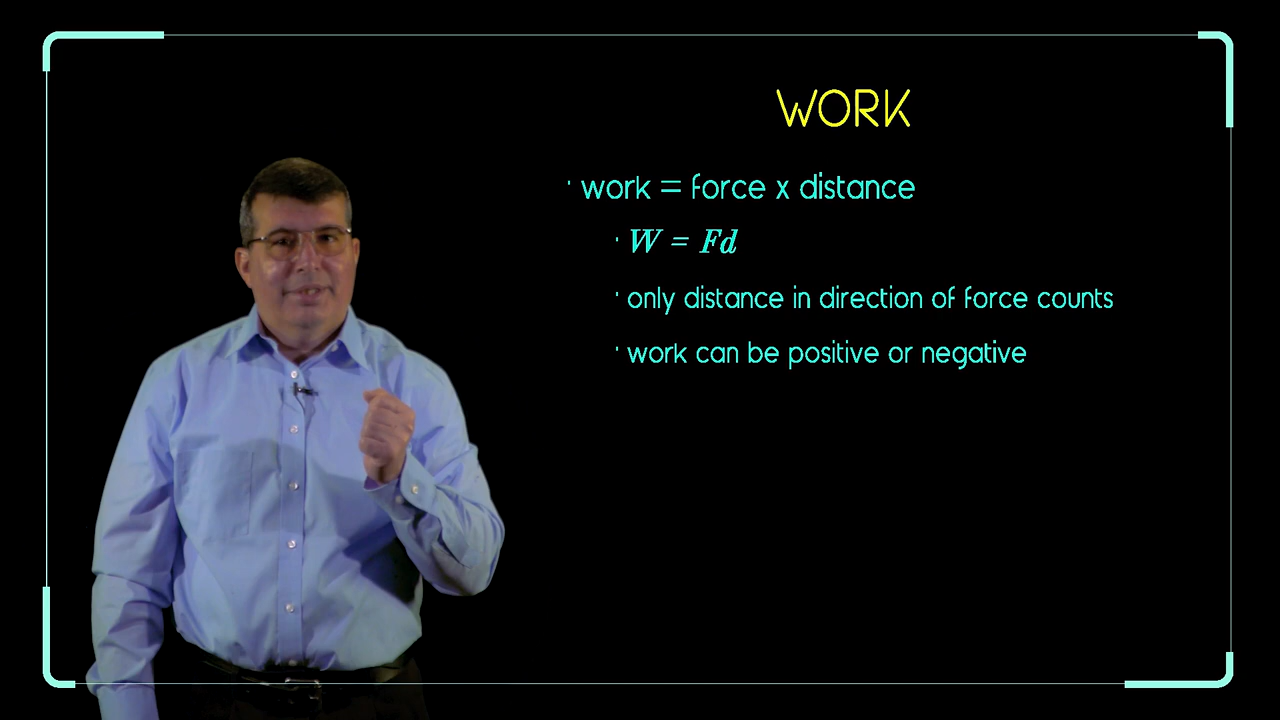 WORK
· work = force x distance
· W = Fd
· only distance in direction of force counts
· work can be positive or negative